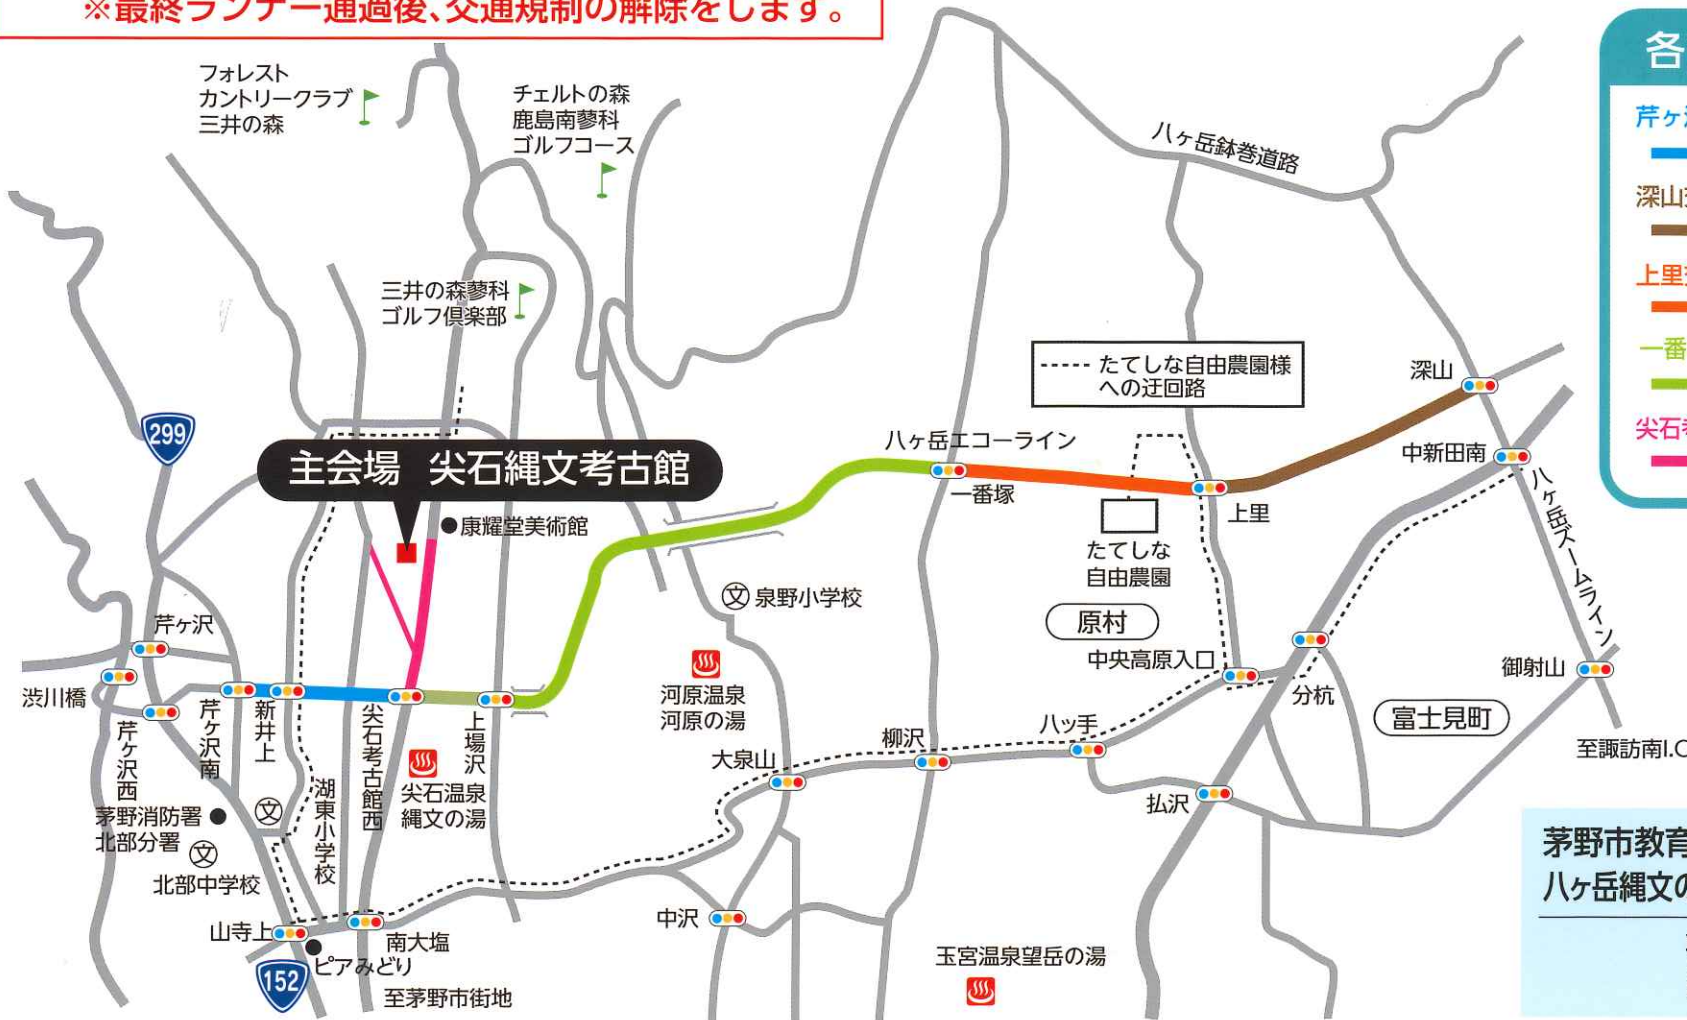 ※最終ランナー通過後、交通規制の解除をします。
フォレスト
カントリークラブ
三井の森
チェルトの森
鹿島南蓼科
ゴルフコース
八ヶ岳鉢巻道路
三井の森蓼科
ゴルフ倶楽部
たてしな自由農園様
への迂回路
深山
299
主会場 尖石縄文考古館
八ヶ岳エコーライン
中新田南
一番塚
上里
八ヶ岳ズームライン
康耀堂美術館
たてしな
自由農園
文
泉野小学校
原村
芹ヶ沢
中央高原入口
御射山
渋川橋
河原温泉
河原の湯
分杭
富士見町
芹ヶ沢西
芹ヶ沢南
新井上
尖石考古館西
上場沢
大泉山
柳沢
八ッ手
至諏訪南I.C
尖石温泉
縄文の湯
湖東小学校
払沢
茅野消防署
北部分署
文
文
北部中学校
山寺上
南大塩
中沢
ピアみどり
152
至茅野市街地
玉宮温泉望岳の湯
各
芹ヶ
深山
上里
一番
尖石
茅野市教育
八ヶ岳縄文の